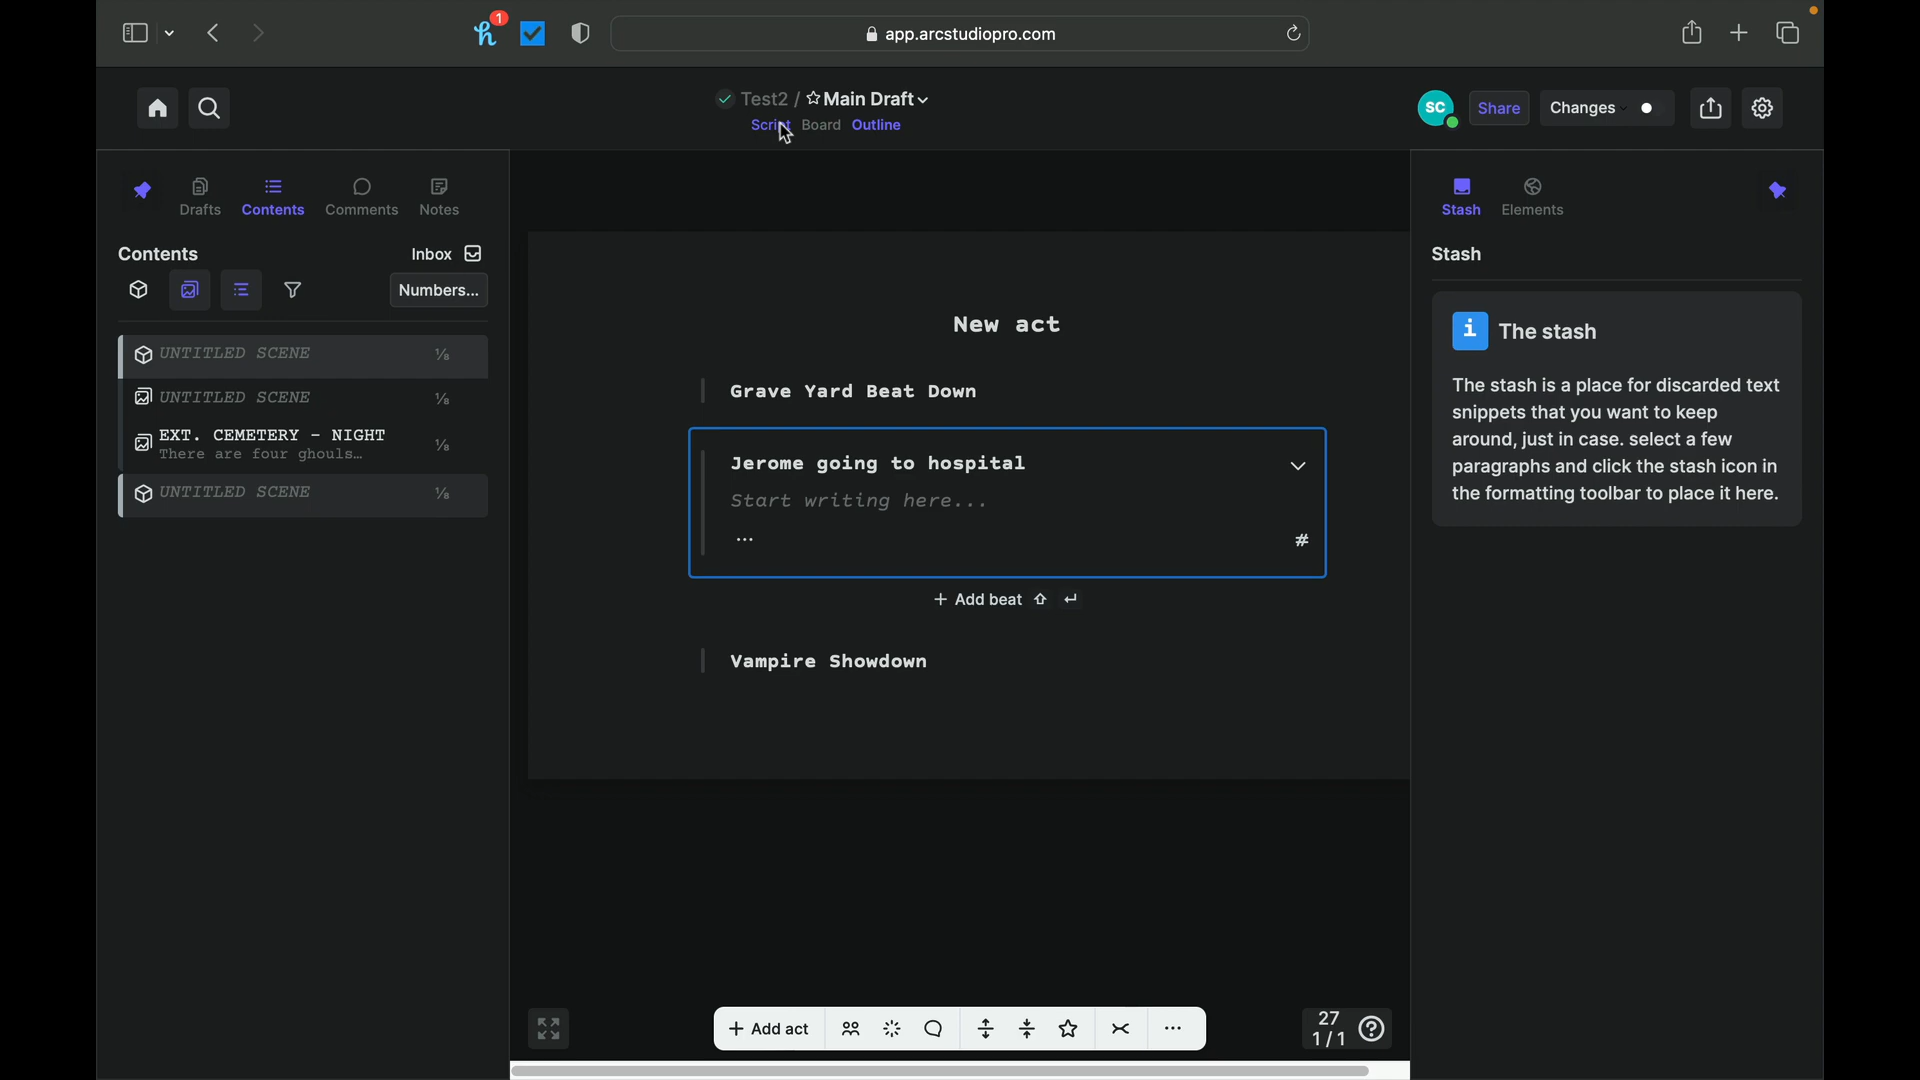 1
app.arcstudiopro.com
Test2 / Main Draft
Script Board Outline
SC
Share
Changes
Drafts
Contents
Comments
Notes
Contents
Inbox
Numbers...
UNTITLED SCENE ⅛
UNTITLED SCENE ⅛
EXT. CEMETERY - NIGHT ⅛
There are four ghouls…
UNTITLED SCENE ⅛
New act
Grave Yard Beat Down
Jerome going to hospital
Start writing here...
... #
+ Add beat
Vampire Showdown
+ Add act
27
1/1
Stash
Elements
Stash
The stash
The stash is a place for discarded text
snippets that you want to keep
around, just in case. select a few
paragraphs and click the stash icon in
the formatting toolbar to place it here.